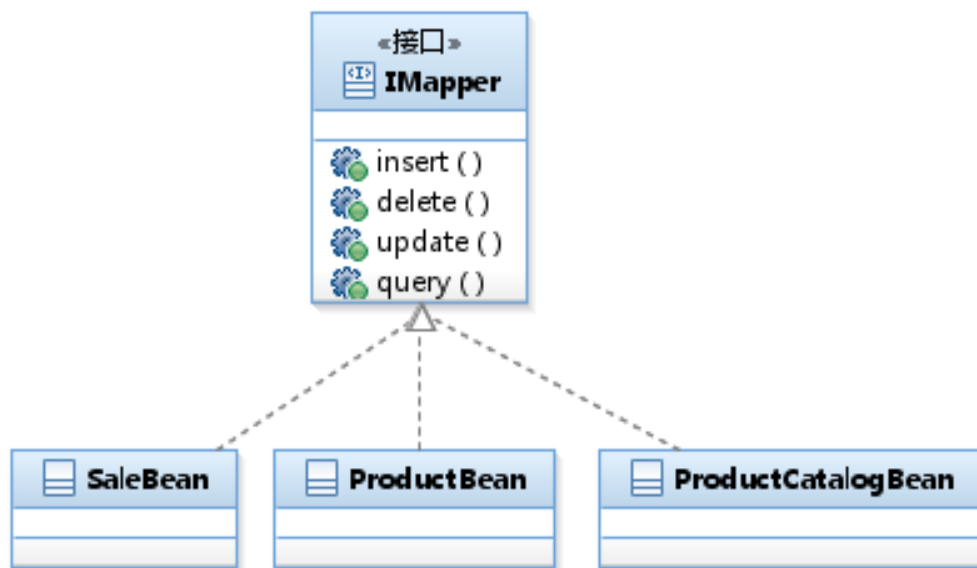 «接口»
IMapper
insert ( )
delete ( )
update ( )
query ( )
SaleBean
ProductBean
ProductCatalogBean